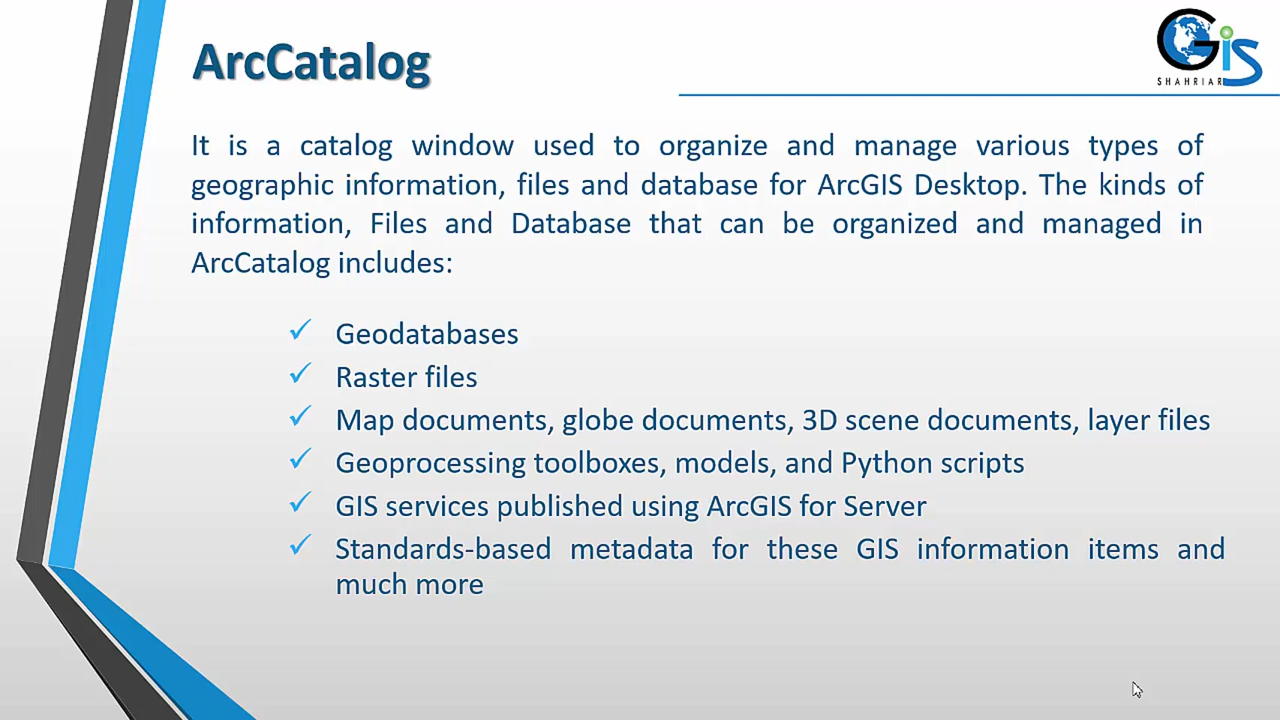 ArcCatalog
GIS
SHAHRIAR
It is a catalog window used to organize and manage various types of
geographic information, files and database for ArcGIS Desktop. The kinds of
information, Files and Database that can be organized and managed in
ArcCatalog includes:
✓ Geodatabases
✓ Raster files
✓ Map documents, globe documents, 3D scene documents, layer files
✓ Geoprocessing toolboxes, models, and Python scripts
✓ GIS services published using ArcGIS for Server
✓ Standards-based metadata for these GIS information items and
much more